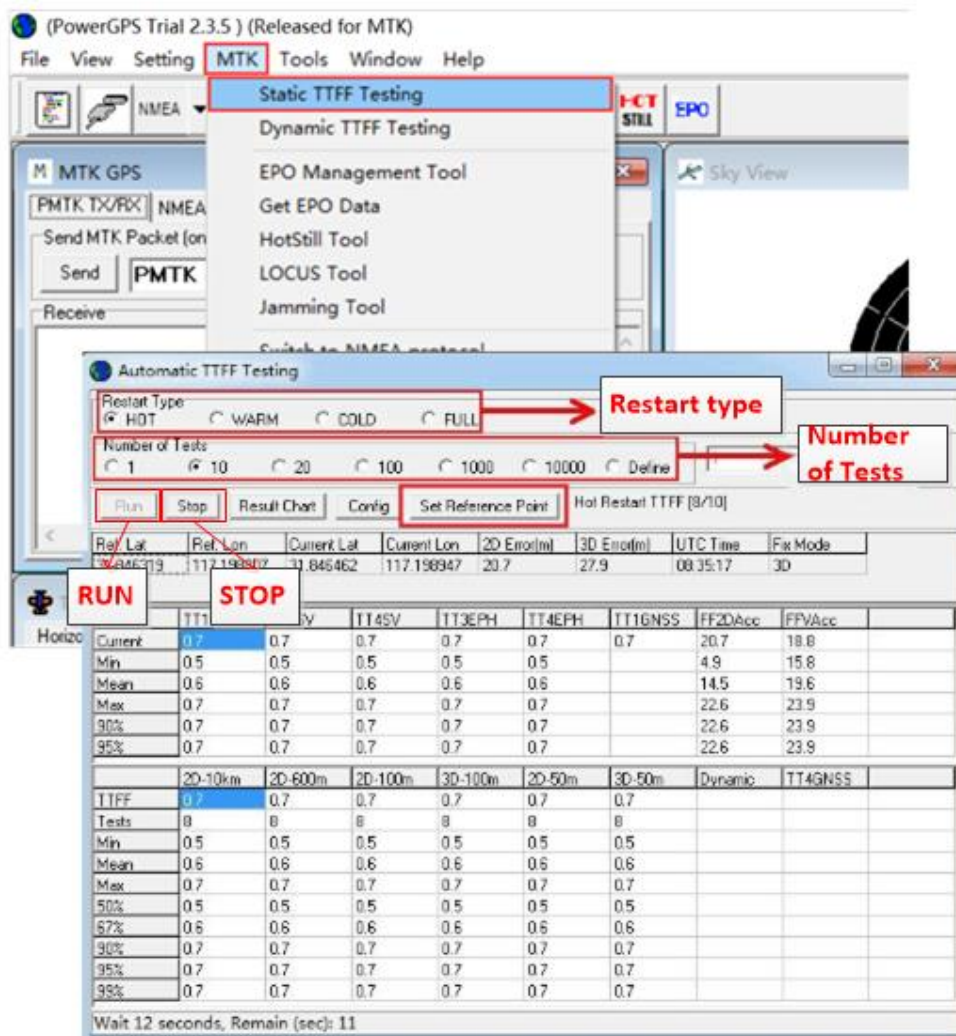 (PowerGPS Trial 2.3.5 ) (Released for MTK)
File View Setting MTK Tools Window Help
NMEA
HOT STILL EPO
Static TTFF Testing
Dynamic TTFF Testing
EPO Management Tool
Get EPO Data
HotStill Tool
LOCUS Tool
Jamming Tool
Switch to NMEA protocol
M MTK GPS
PMTK TX/RX NMEA
Send MTK Packet (on
Send PMTK
Receive
Sky View
Automatic TTFF Testing
Restart Type
HOT WARM COLD FULL
Restart type
Number of Tests
1 10 20 100 1000 10000 Define
Number
of Tests
Run Stop Result Chart Config Set Reference Point Hot Restart TTFF [8/10]
Ref. Lat Ref. Lon Current Lat Current Lon 2D Error(m) 3D Error(m) UTC Time Fix Mode
31.846462 117.198947 20.7 27.9 08:35:17 3D
RUN STOP
Horizo
TT4SV TT3EPH TT4EPH TT1GNSS FF2DAcc FFVAcc
Current 0.7 0.7 0.7 0.7 0.7 0.7 20.7 18.8
Min 0.5 0.5 0.5 0.5 0.5 4.9 15.8
Mean 0.6 0.6 0.6 0.6 0.6 14.5 19.6
Max 0.7 0.7 0.7 0.7 0.7 22.6 23.9
90% 0.7 0.7 0.7 0.7 0.7 22.6 23.9
95% 0.7 0.7 0.7 0.7 0.7 22.6 23.9
2D-10km 2D-600m 2D-100m 3D-100m 2D-50m 3D-50m Dynamic TT4GNSS
TTFF 0.7 0.7 0.7 0.7 0.7 0.7
Tests 8 8 8 8 8 8
Min 0.5 0.5 0.5 0.5 0.5 0.5
Mean 0.6 0.6 0.6 0.6 0.6 0.6
Max 0.7 0.7 0.7 0.7 0.7 0.7
50% 0.5 0.5 0.5 0.5 0.5 0.5
67% 0.6 0.6 0.6 0.6 0.6 0.6
90% 0.7 0.7 0.7 0.7 0.7 0.7
95% 0.7 0.7 0.7 0.7 0.7 0.7
99% 0.7 0.7 0.7 0.7 0.7 0.7
Wait 12 seconds, Remain (sec): 11